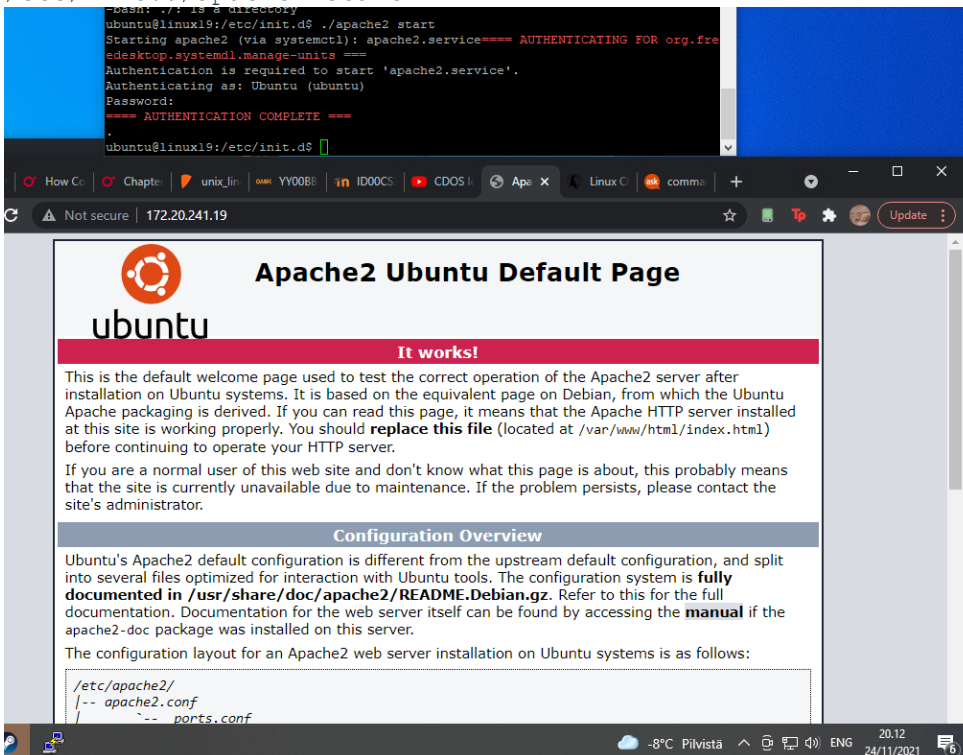 -bash: ./: Is a directory
ubuntu@linux19:/etc/init.d$ ./apache2 start
Starting apache2 (via systemctl): apache2.service==== AUTHENTICATING FOR org.fre
edesktop.systemd1.manage-units ===
Authentication is required to start 'apache2.service'.
Authenticating as: Ubuntu (ubuntu)
Password:
==== AUTHENTICATION COMPLETE ===
.
ubuntu@linux19:/etc/init.d$
How Co Chapte unix_lin YY00BB ID00CS CDOS l Apa Linux C comma
Not secure 172.20.241.19 Update
Apache2 Ubuntu Default Page
ubuntu
It works!
This is the default welcome page used to test the correct operation of the Apache2 server after
installation on Ubuntu systems. It is based on the equivalent page on Debian, from which the Ubuntu
Apache packaging is derived. If you can read this page, it means that the Apache HTTP server installed
at this site is working properly. You should replace this file (located at /var/www/html/index.html)
before continuing to operate your HTTP server.
If you are a normal user of this web site and don't know what this page is about, this probably means
that the site is currently unavailable due to maintenance. If the problem persists, please contact the
site's administrator.
Configuration Overview
Ubuntu's Apache2 default configuration is different from the upstream default configuration, and split
into several files optimized for interaction with Ubuntu tools. The configuration system is fully
documented in /usr/share/doc/apache2/README.Debian.gz. Refer to this for the full
documentation. Documentation for the web server itself can be found by accessing the manual if the
apache2-doc package was installed on this server.
The configuration layout for an Apache2 web server installation on Ubuntu systems is as follows:
/etc/apache2/
|-- apache2.conf
| `-- ports.conf
-8°C Pilvistä ENG 20.12
24/11/2021 6